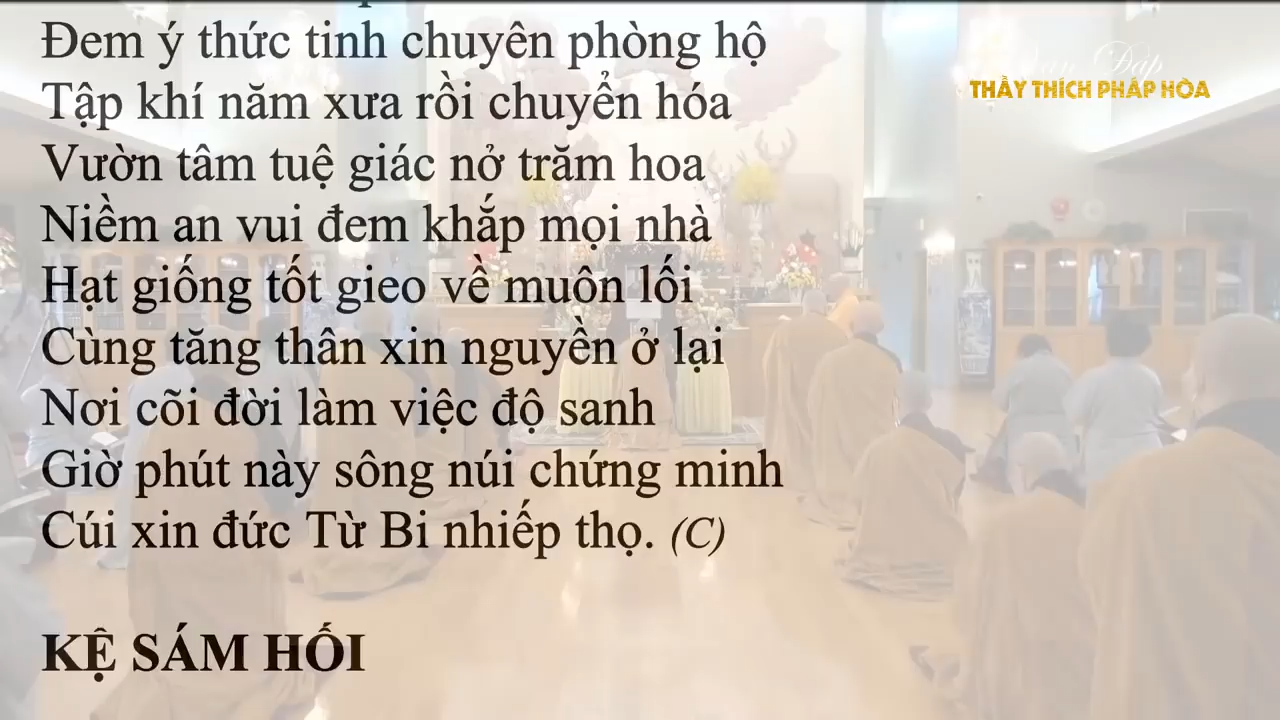 Đem ý thức tinh chuyên phòng hộ
Tập khí năm xưa rồi chuyển hóa
Vườn tâm tuệ giác nở trăm hoa
Niềm an vui đem khắp mọi nhà
Hạt giống tốt gieo về muôn lối
Cùng tăng thân xin nguyền ở lại
Nơi cõi đời làm việc độ sanh
Giờ phút này sông núi chứng minh
Cúi xin đức Từ Bi nhiếp thọ. (C)
KỆ SÁM HỐI
Đáp
THẦY THÍCH PHÁP HÒA